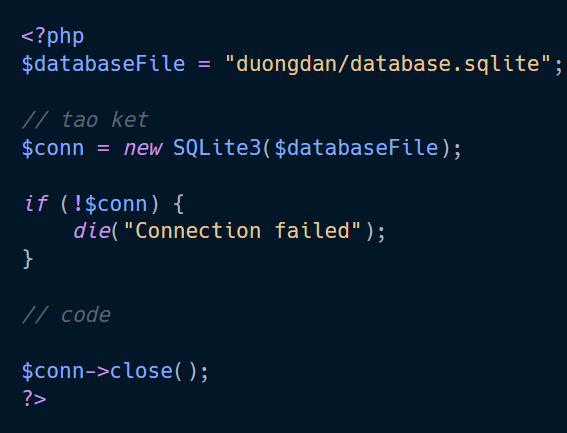 <?php
$databaseFile = "duongdan/database.sqlite";
// tao ket
$conn = new SQLite3($databaseFile);
if (!$conn) {
    die("Connection failed");
}
// code
$conn->close();
?>